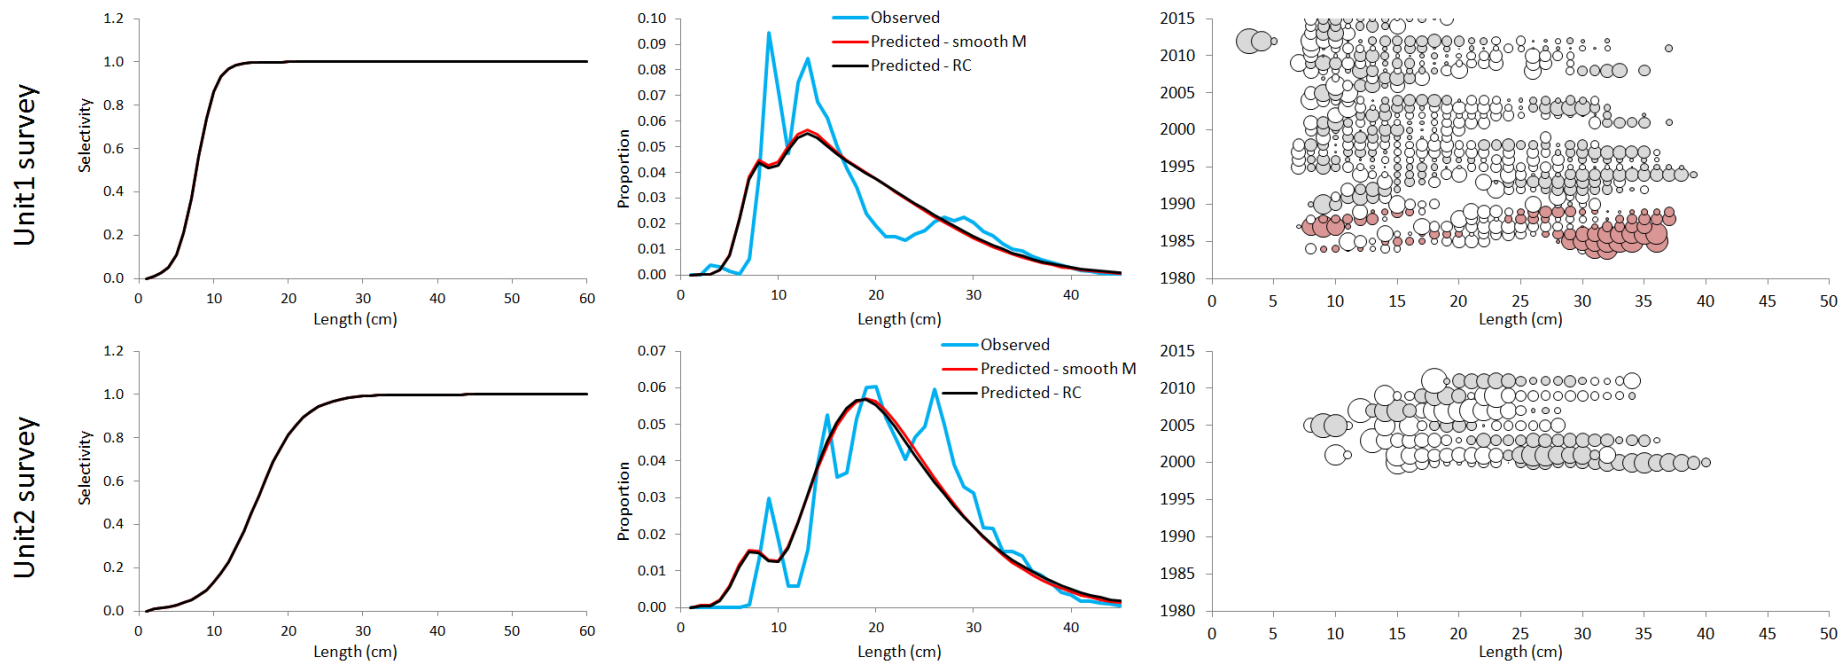 Unit1 survey
Selectivity
1.2
1.0
0.8
0.6
0.4
0.2
0.0
0 10 20 30 40 50 60
Length (cm)
Proportion
0.10
0.09
0.08
0.07
0.06
0.05
0.04
0.03
0.02
0.01
0.00
0 10 20 30 40
Length (cm)
Observed
Predicted - smooth M
Predicted - RC
2015
2010
2005
2000
1995
1990
1985
1980
0 5 10 15 20 25 30 35 40 45 50
Length (cm)
Unit2 survey
Selectivity
1.2
1.0
0.8
0.6
0.4
0.2
0.0
0 10 20 30 40 50 60
Length (cm)
Proportion
0.07
0.06
0.05
0.04
0.03
0.02
0.01
0.00
0 10 20 30 40
Length (cm)
Observed
Predicted - smooth M
Predicted - RC
2015
2010
2005
2000
1995
1990
1985
1980
0 5 10 15 20 25 30 35 40 45 50
Length (cm)